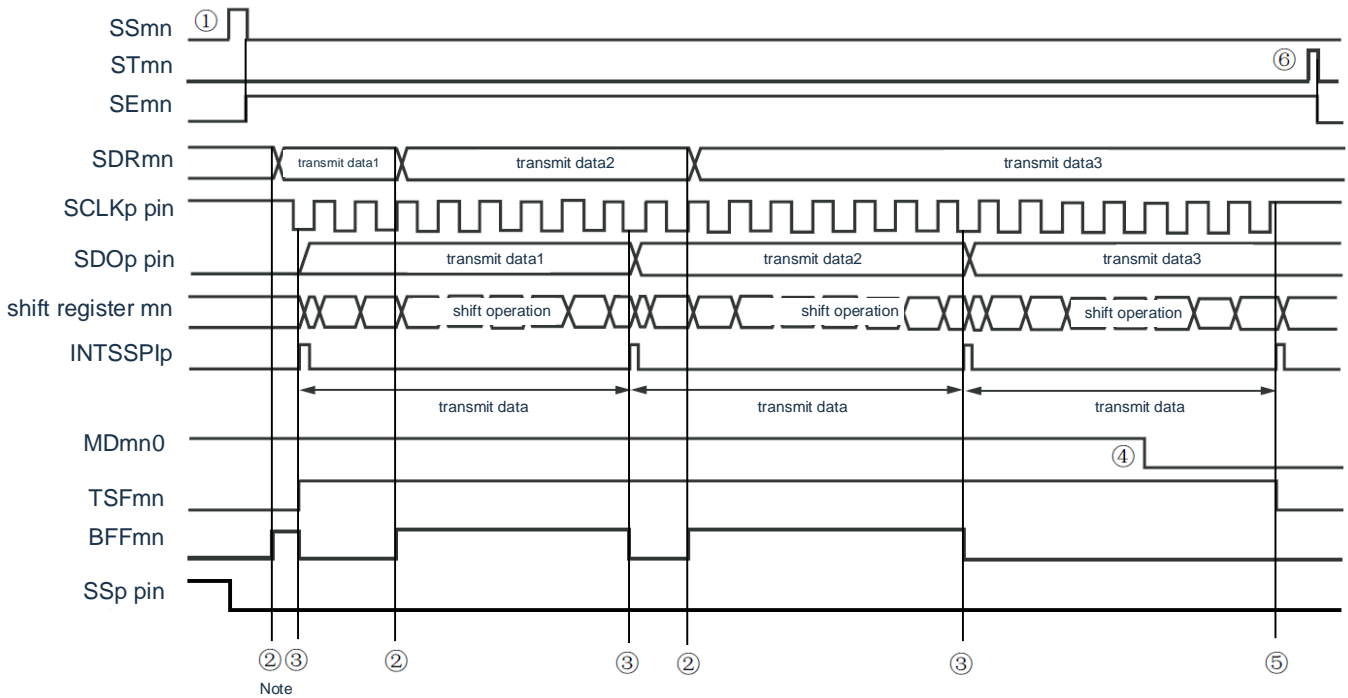 SSmn ①
STmn ⑥
SEmn
SDRmn transmit data1 transmit data2 transmit data3
SCLKp pin
SDOp pin transmit data1 transmit data2 transmit data3
shift register mn shift operation shift operation shift operation
INTSSPIp
transmit data transmit data transmit data
MDmn0 ④
TSFmn
BFFmn
SSp pin
② ③ ② ③ ② ③ ⑤
Note